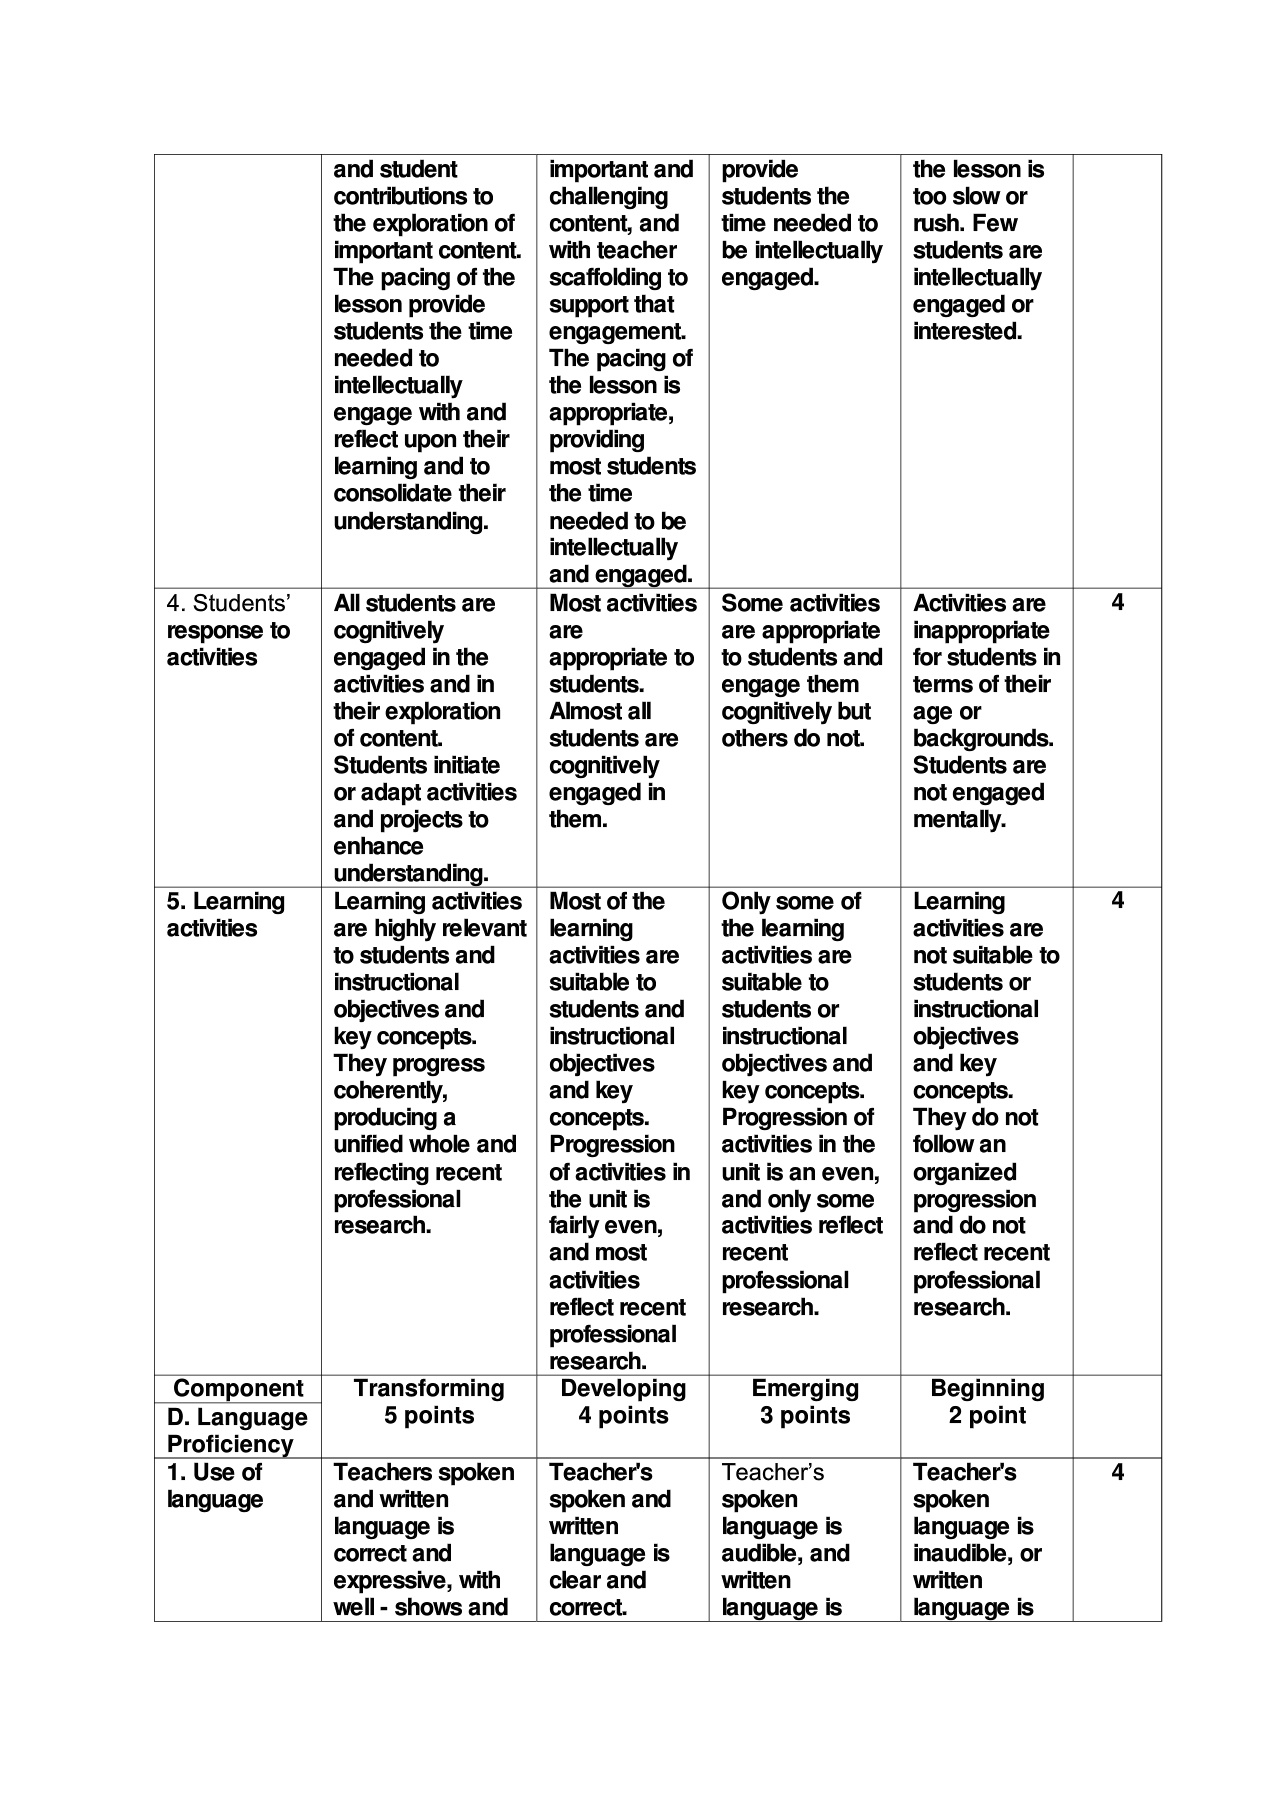 and student
contributions to
the exploration of
important content.
The pacing of the
lesson provide
students the time
needed to
intellectually
engage with and
reflect upon their
learning and to
consolidate their
understanding.
important and
challenging
content, and
with teacher
scaffolding to
support that
engagement.
The pacing of
the lesson is
appropriate,
providing
most students
the time
needed to be
intellectually
and engaged.
provide
students the
time needed to
be intellectually
engaged.
the lesson is
too slow or
rush. Few
students are
intellectually
engaged or
interested.
4. Students’
response to
activities
All students are
cognitively
engaged in the
activities and in
their exploration
of content.
Students initiate
or adapt activities
and projects to
enhance
understanding.
Most activities
are
appropriate to
students.
Almost all
students are
cognitively
engaged in
them.
Some activities
are appropriate
to students and
engage them
cognitively but
others do not.
Activities are
inappropriate
for students in
terms of their
age or
backgrounds.
Students are
not engaged
mentally.
4
5. Learning
activities
Learning activities
are highly relevant
to students and
instructional
objectives and
key concepts.
They progress
coherently,
producing a
unified whole and
reflecting recent
professional
research.
Most of the
learning
activities are
suitable to
students and
instructional
objectives
and key
concepts.
Progression
of activities in
the unit is
fairly even,
and most
activities
reflect recent
professional
research.
Only some of
the learning
activities are
suitable to
students or
instructional
objectives and
key concepts.
Progression of
activities in the
unit is an even,
and only some
activities reflect
recent
professional
research.
Learning
activities are
not suitable to
students or
instructional
objectives
and key
concepts.
They do not
follow an
organized
progression
and do not
reflect recent
professional
research.
4
Component
D. Language
Proficiency
Transforming
5 points
Developing
4 points
Emerging
3 points
Beginning
2 point
1. Use of
language
Teachers spoken
and written
language is
correct and
expressive, with
well - shows and
Teacher's
spoken and
written
language is
clear and
correct.
Teacher’s
spoken
language is
audible, and
written
language is
Teacher's
spoken
language is
inaudible, or
written
language is
4